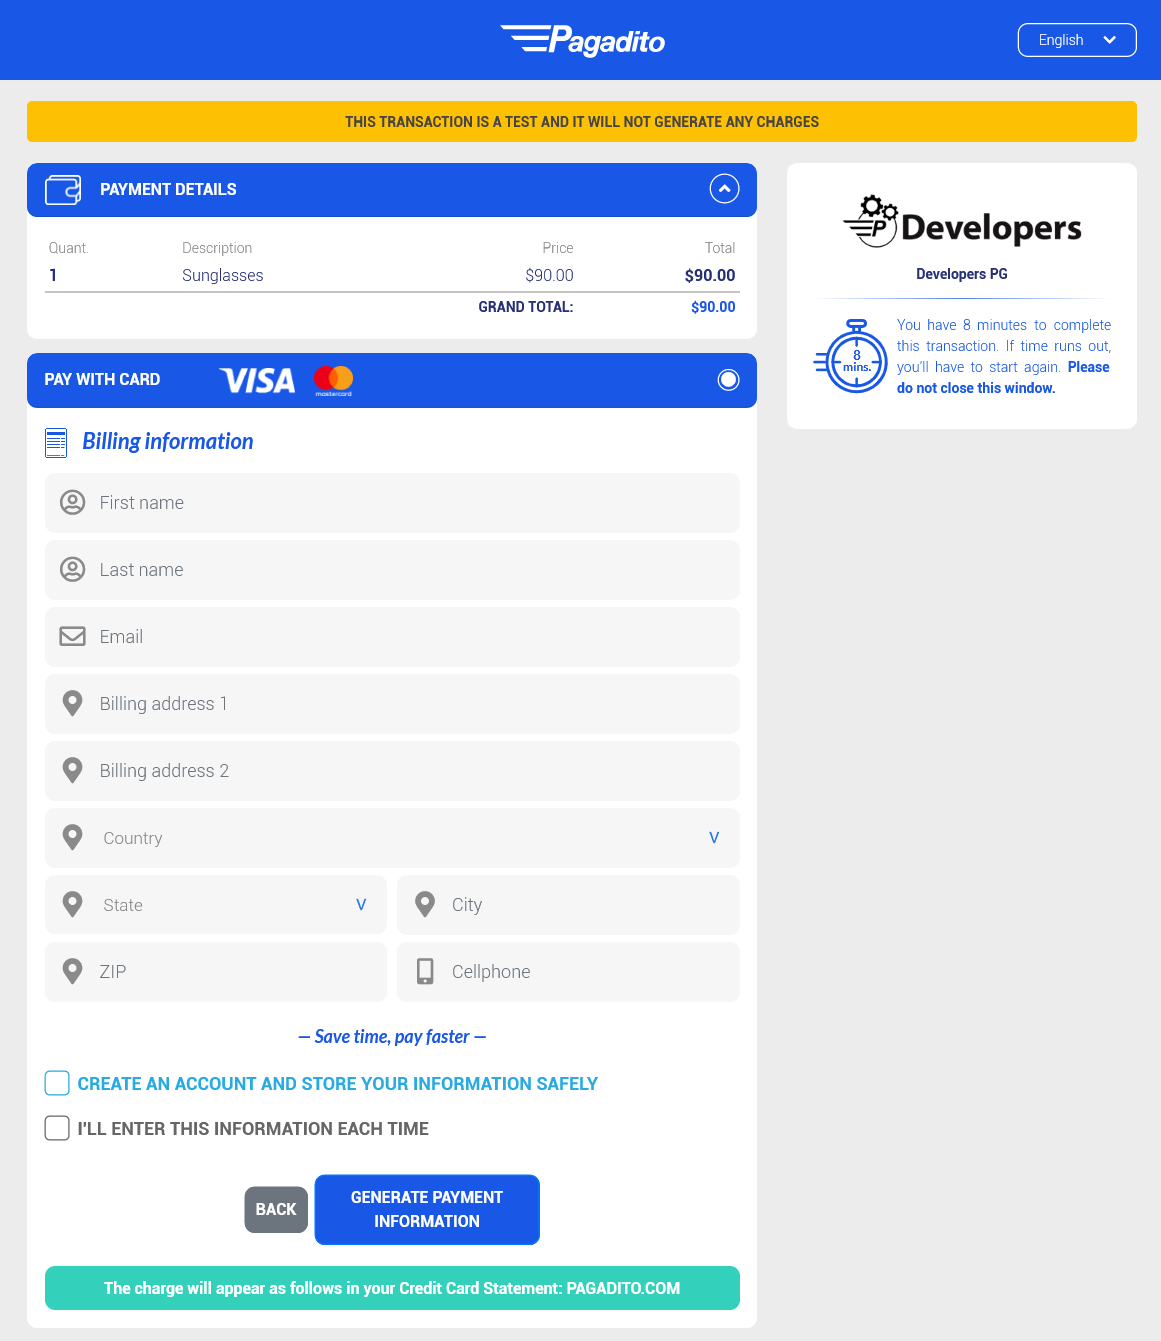 Pagadito
English
THIS TRANSACTION IS A TEST AND IT WILL NOT GENERATE ANY CHARGES
PAYMENT DETAILS
Quant. Description Price Total
1 Sunglasses $90.00 $90.00
GRAND TOTAL: $90.00
P Developers
Developers PG
8 mins.
You have 8 minutes to complete
this transaction. If time runs out,
you'll have to start again. Please
do not close this window.
PAY WITH CARD VISA mastercard
Billing information
First name
Last name
Email
Billing address 1
Billing address 2
Country V
State V City
ZIP Cellphone
— Save time, pay faster —
CREATE AN ACCOUNT AND STORE YOUR INFORMATION SAFELY
I'LL ENTER THIS INFORMATION EACH TIME
BACK
GENERATE PAYMENT
INFORMATION
The charge will appear as follows in your Credit Card Statement: PAGADITO.COM